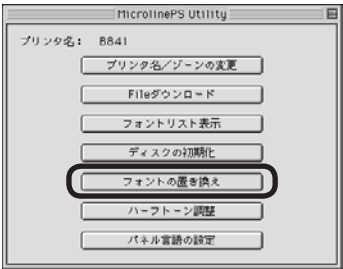 MicrolinePS Utility
プリンタ名： B841
プリンタ名／ゾーンの変更
Fileダウンロード
フォントリスト表示
ディスクの初期化
フォントの置き換え
ハーフトーン調整
パネル言語の設定